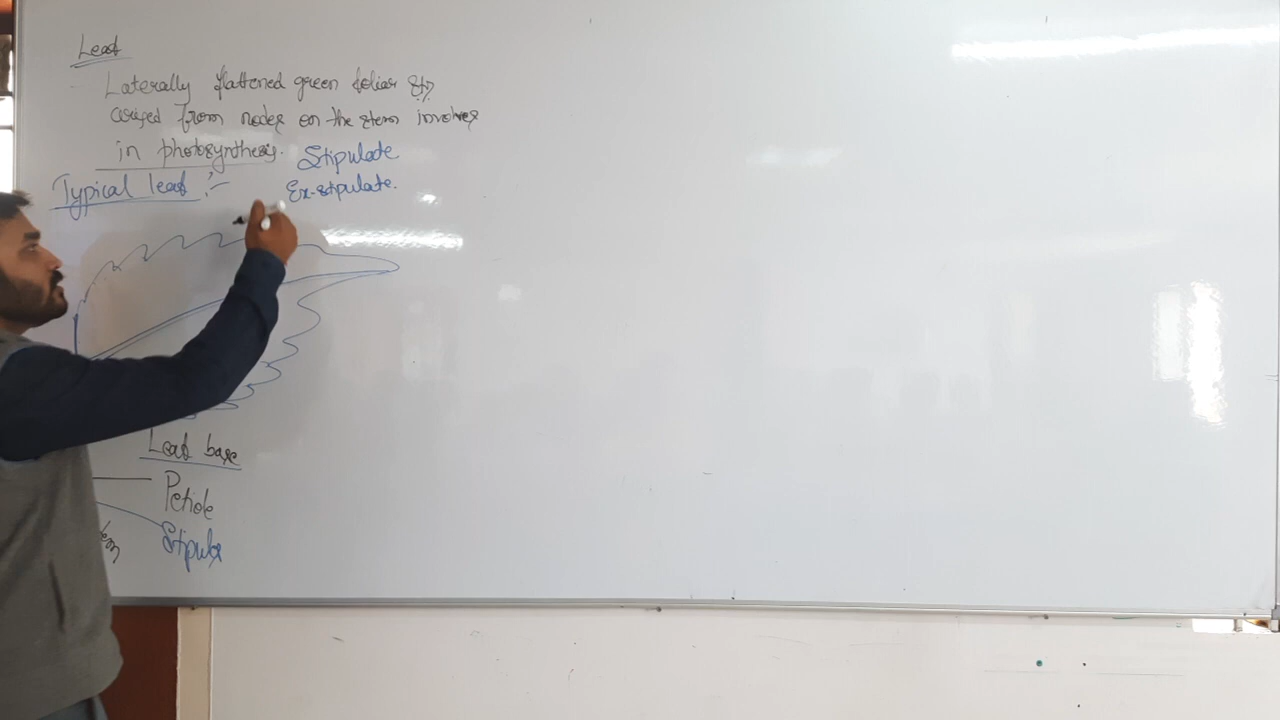 Leaf
Laterally flattened green foliar str
arised from nodes on the stem involves
in photosynthesis.
Stipulate
Typical leaf :-
Ex-stipulate.
Leaf base
Petiole
Stipule